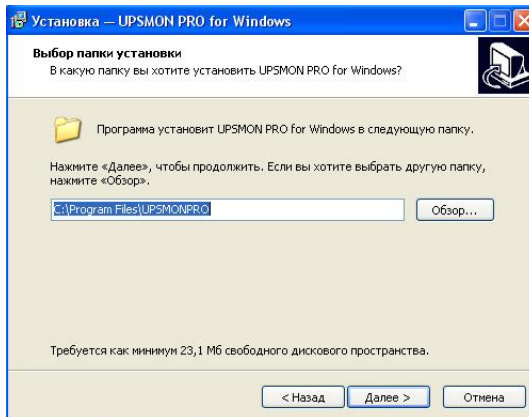 Установка — UPSMON PRO for Windows
Выбор папки установки
В какую папку вы хотите установить UPSMON PRO for Windows?
Программа установит UPSMON PRO for Windows в следующую папку.
Нажмите «Далее», чтобы продолжить. Если вы хотите выбрать другую папку,
нажмите «Обзор».
C:\Program Files\UPSMONPRO
Обзор...
Требуется как минимум 23,1 Мб свободного дискового пространства.
< Назад
Далее >
Отмена